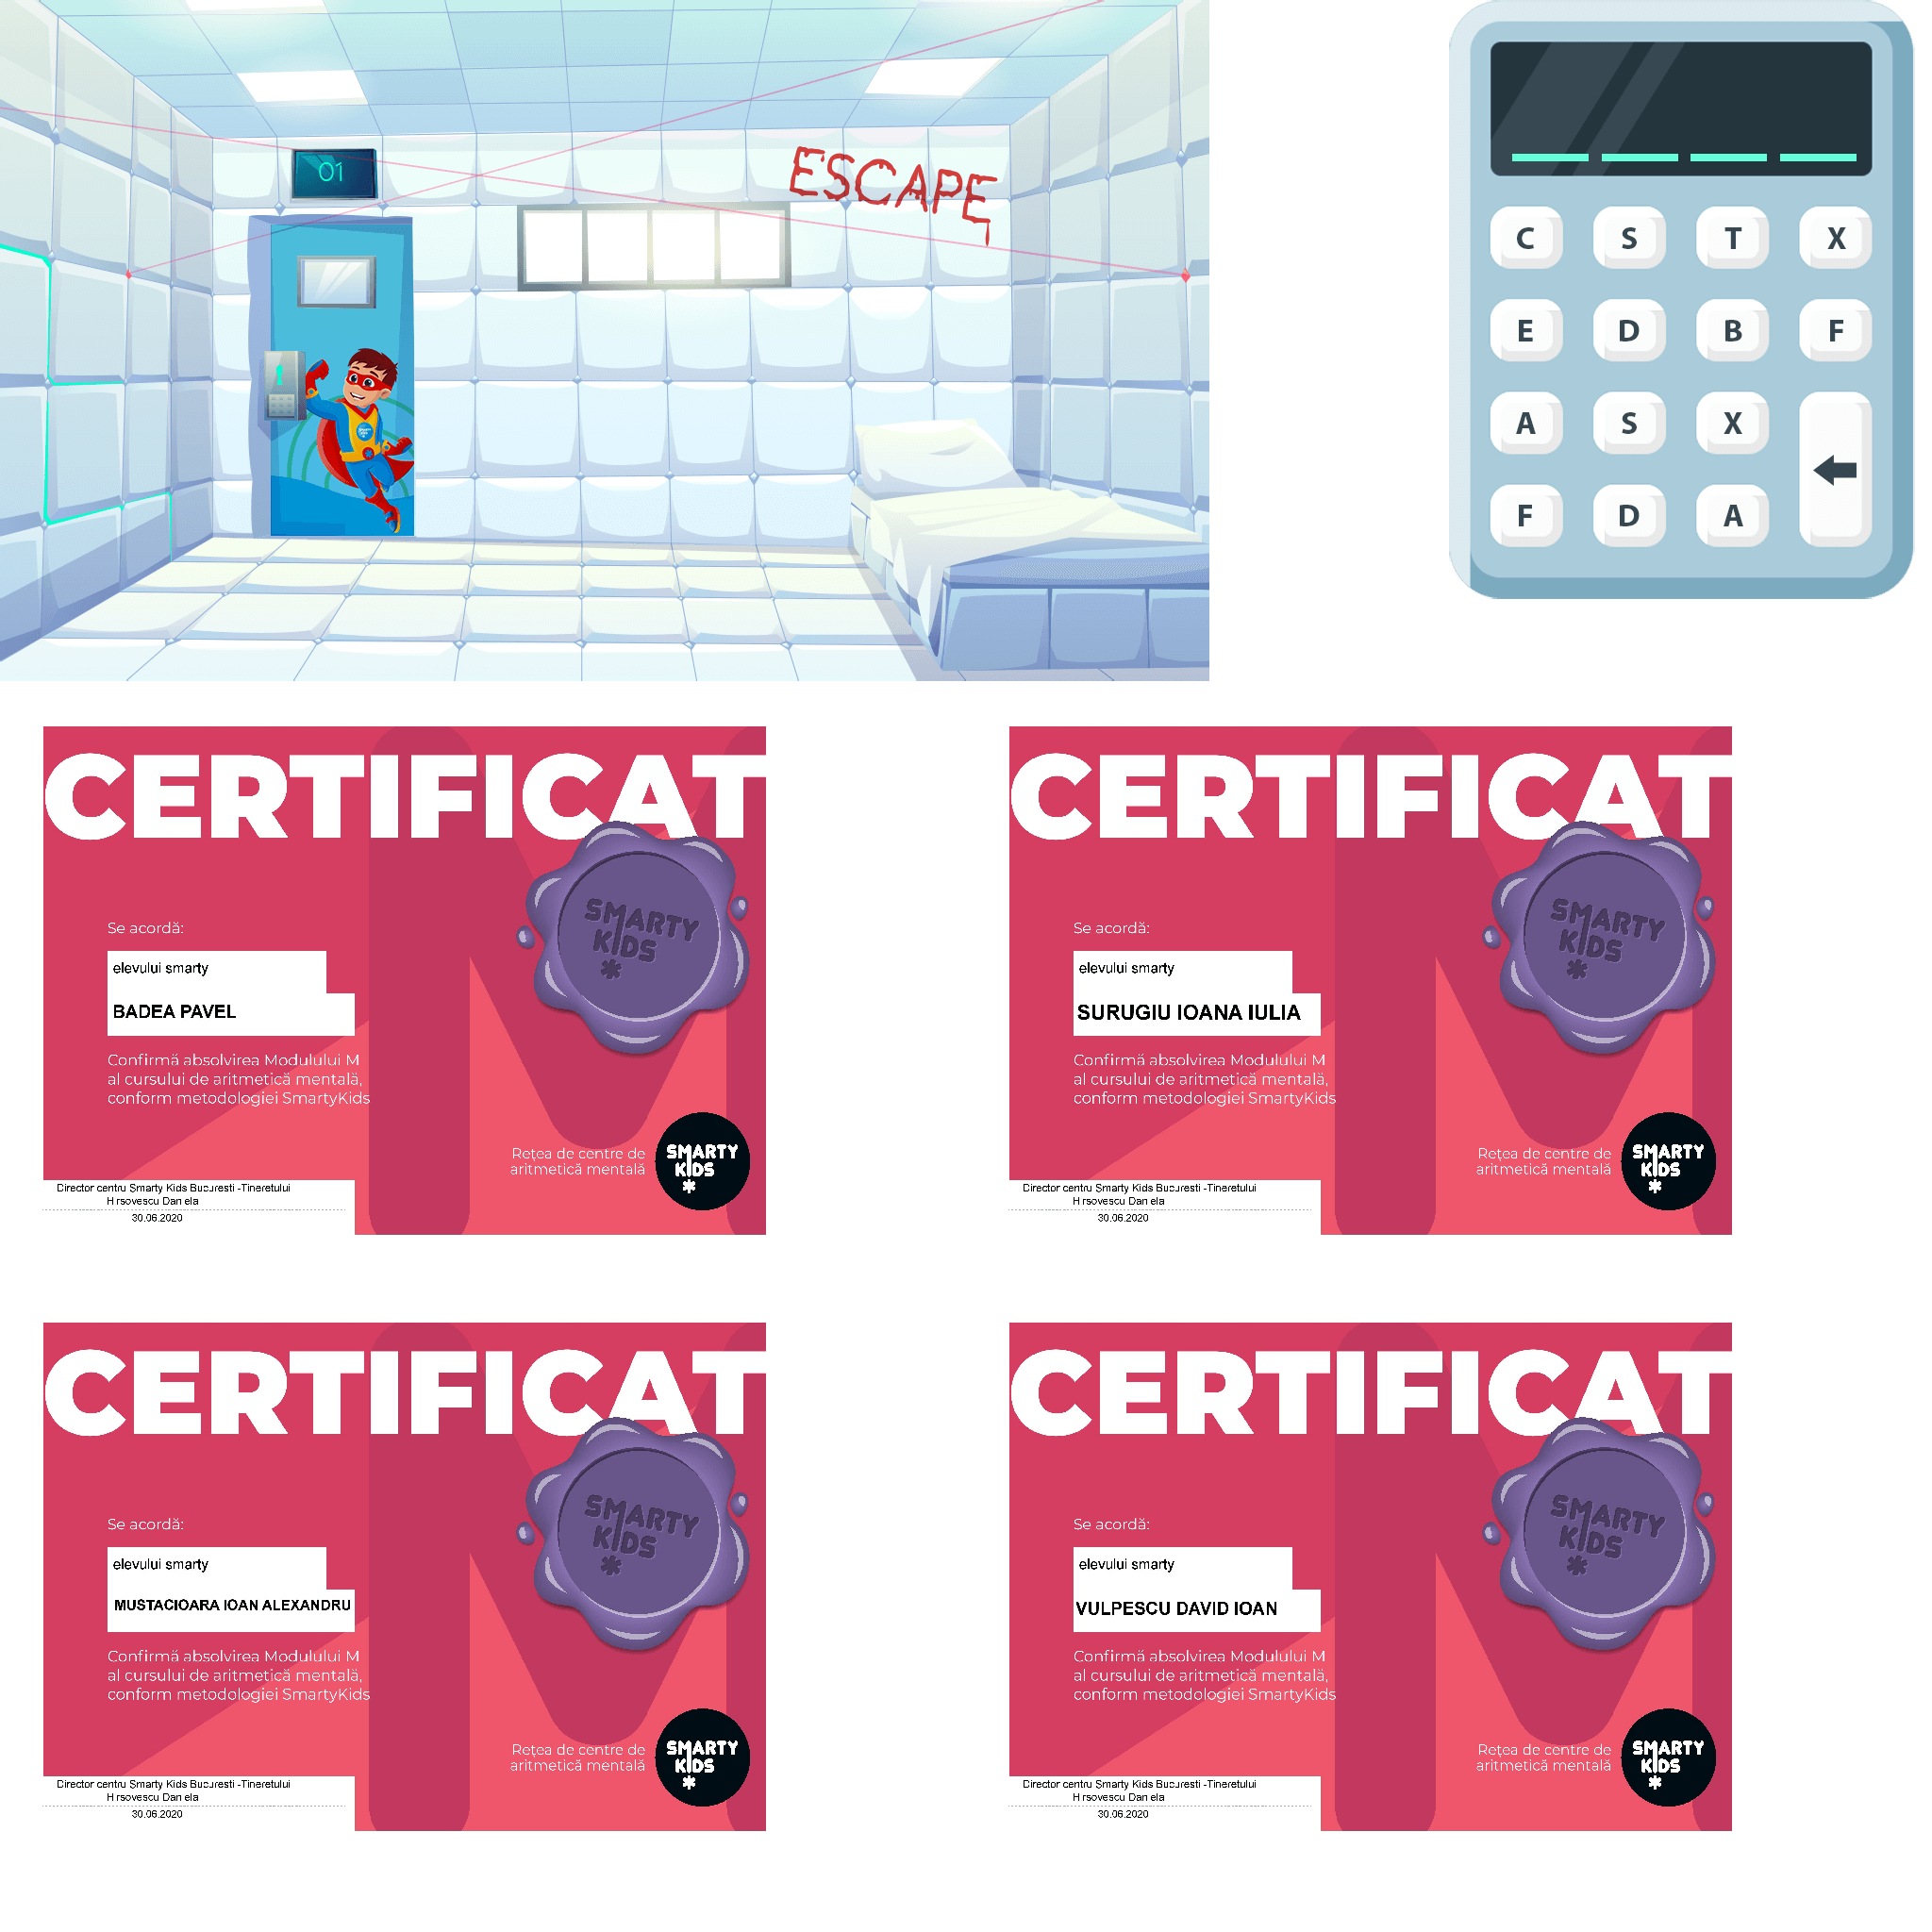 01
ESCAPE
C S T X
E D B F
A S X
F D A
CERTIFICAT
SMARTY
KIDS
Se acordă:
elevului smarty
BADEA PAVEL
Confirmă absolvirea Modulului M
al cursului de aritmetică mentală,
conform metodologiei SmartyKids
Rețea de centre de
aritmetică mentală
SMARTY
KIDS
Director centru Smarty Kids Bucuresti -Tineretului
H rsovescu Dan ela
30.06.2020
CERTIFICAT
SMARTY
KIDS
Se acordă:
elevului smarty
SURUGIU IOANA IULIA
Confirmă absolvirea Modulului M
al cursului de aritmetică mentală,
conform metodologiei SmartyKids
Rețea de centre de
aritmetică mentală
SMARTY
KIDS
Director centru Smarty Kids Bucuresti -Tineretului
H rsovescu Dan ela
30.06.2020
CERTIFICAT
SMARTY
KIDS
Se acordă:
elevului smarty
MUSTACIOARA IOAN ALEXANDRU
Confirmă absolvirea Modulului M
al cursului de aritmetică mentală,
conform metodologiei SmartyKids
Rețea de centre de
aritmetică mentală
SMARTY
KIDS
Director centru Smarty Kids Bucuresti -Tineretului
H rsovescu Dan ela
30.06.2020
CERTIFICAT
SMARTY
KIDS
Se acordă:
elevului smarty
VULPESCU DAVID IOAN
Confirmă absolvirea Modulului M
al cursului de aritmetică mentală,
conform metodologiei SmartyKids
Rețea de centre de
aritmetică mentală
SMARTY
KIDS
Director centru Smarty Kids Bucuresti -Tineretului
H rsovescu Dan ela
30.06.2020